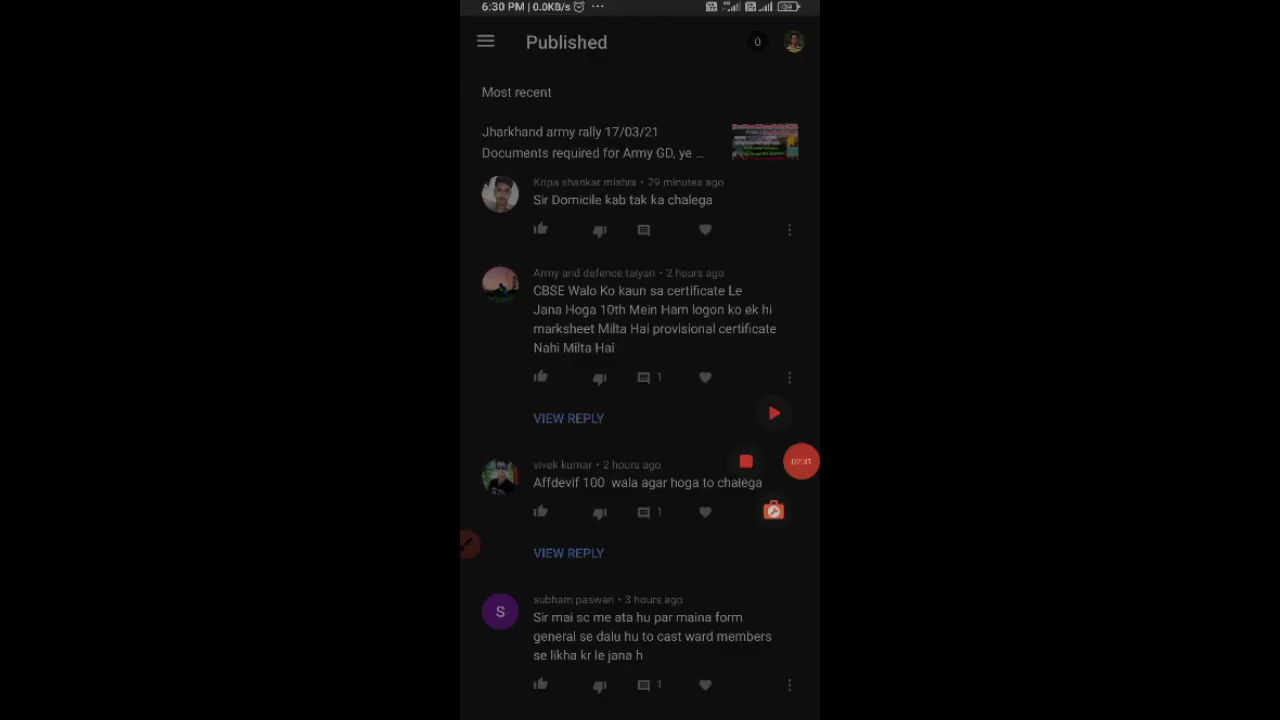 6:30 PM | 0.0KB/s
Published
0
Most recent
Jharkhand army rally 17/03/21
Documents required for Army GD, ye ...
Kripa shankar mishra • 29 minutes ago
Sir Domicile kab tak ka chalega
Army and defence taiyari • 2 hours ago
CBSE Walo Ko kaun sa certificate Le
Jana Hoga 10th Mein Ham logon ko ek hi
marksheet Milta Hai provisional certificate
Nahi Milta Hai
1
VIEW REPLY
02:31
vivek kumar • 2 hours ago
Affdevif 100 wala agar hoga to chalega
1
VIEW REPLY
S
subham paswan • 3 hours ago
Sir mai sc me ata hu par maina form
general se dalu hu to cast ward members
se likha kr le jana h
1